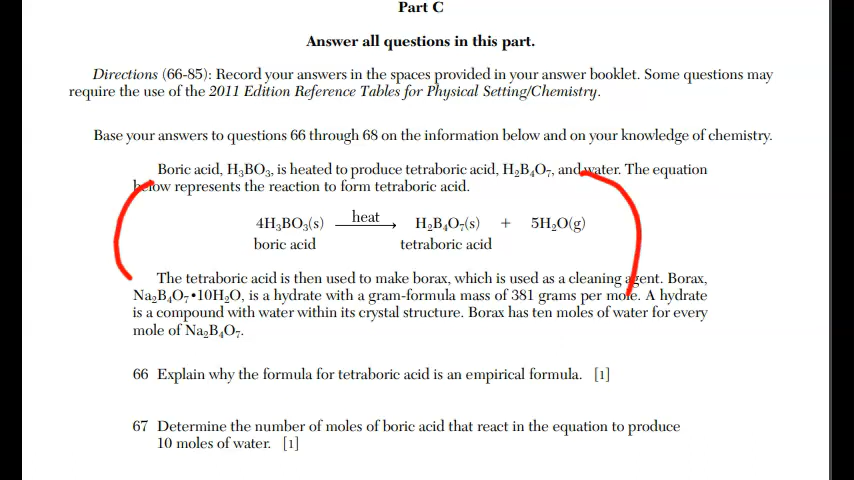 Part C
Answer all questions in this part.
Directions (66-85): Record your answers in the spaces provided in your answer booklet. Some questions may
require the use of the 2011 Edition Reference Tables for Physical Setting/Chemistry.
Base your answers to questions 66 through 68 on the information below and on your knowledge of chemistry.
Boric acid, H₃BO₃, is heated to produce tetraboric acid, H₂B₄O₇, and water. The equation
below represents the reaction to form tetraboric acid.
4H₃BO₃(s) heat → H₂B₄O₇(s) + 5H₂O(g)
boric acid tetraboric acid
The tetraboric acid is then used to make borax, which is used as a cleaning agent. Borax,
Na₂B₄O₇•10H₂O, is a hydrate with a gram-formula mass of 381 grams per mole. A hydrate
is a compound with water within its crystal structure. Borax has ten moles of water for every
mole of Na₂B₄O₇.
66 Explain why the formula for tetraboric acid is an empirical formula. [1]
67 Determine the number of moles of boric acid that react in the equation to produce
10 moles of water. [1]